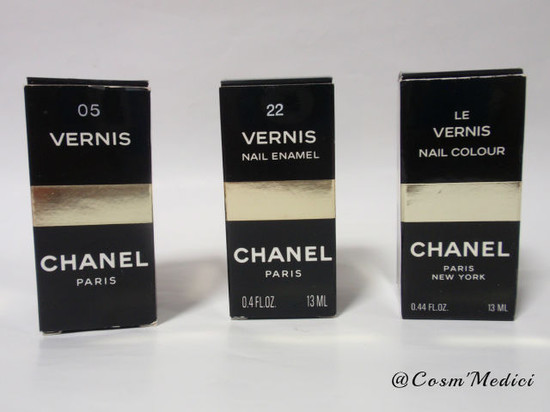 05
VERNIS
CHANEL
PARIS
22
VERNIS
NAIL ENAMEL
CHANEL
PARIS
0.4 FL.OZ. 13 ML
LE
VERNIS
NAIL COLOUR
CHANEL
PARIS
NEW YORK
0.44 FL.OZ. 13 ML
@Cosm'Medici